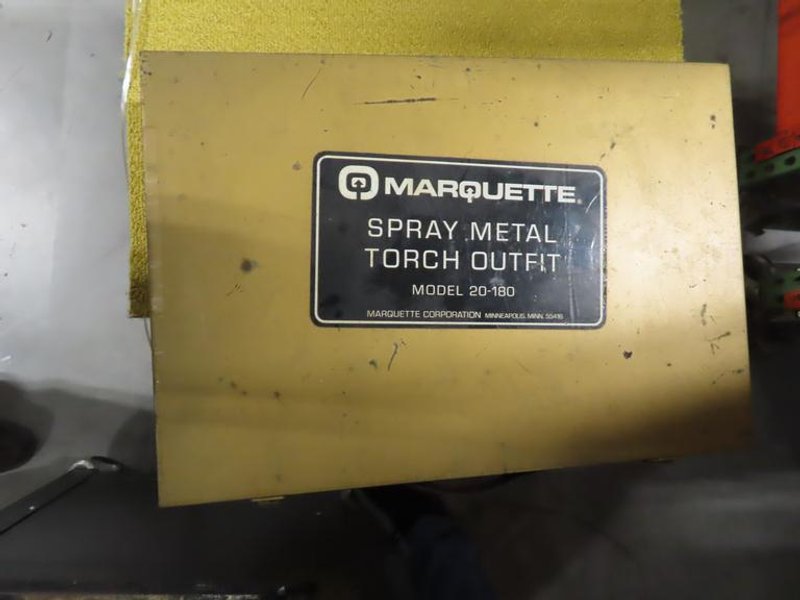 MARQUETTE®
SPRAY METAL
TORCH OUTFIT
MODEL 20-180
MARQUETTE CORPORATION MINNEAPOLIS, MINN. 55416